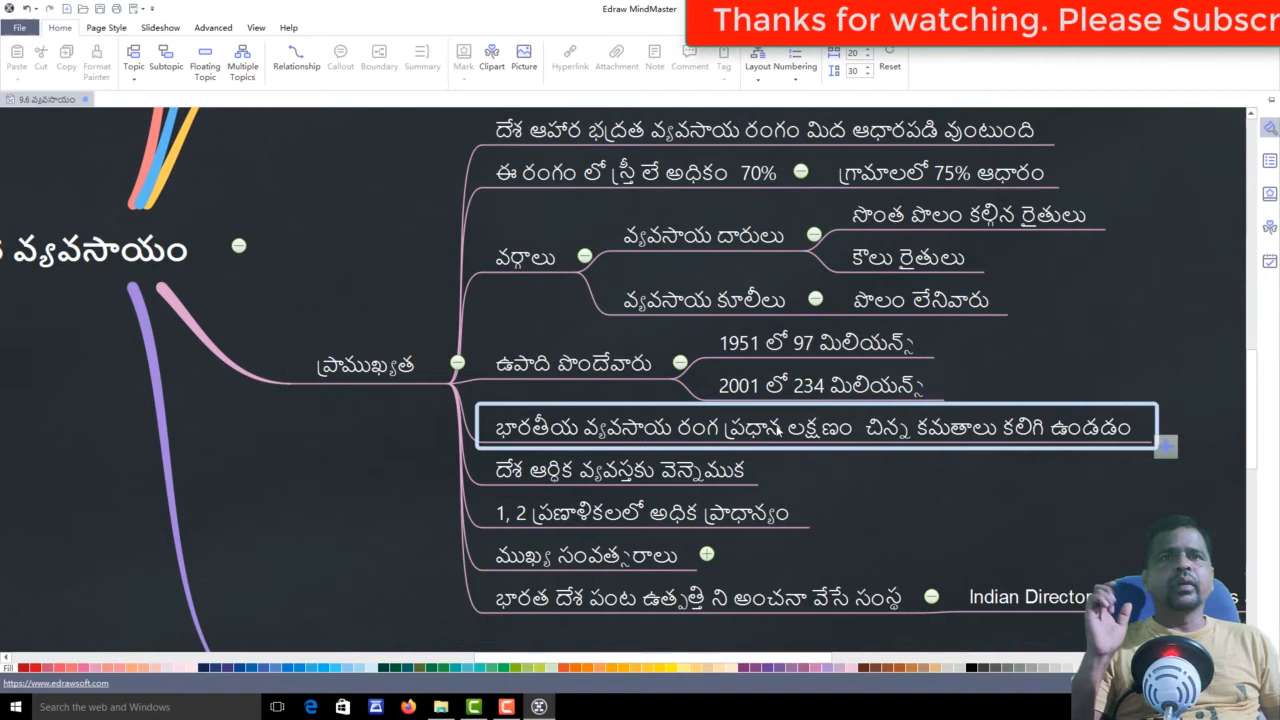 Edraw MindMaster
Thanks for watching. Please Subscr
File Home Page Style Slideshow Advanced View Help
Paste Cut Copy Format Painter Topic Subtopic Floating Topic Multiple Topics Relationship Callout Boundary Summary Mark Clipart Picture Hyperlink Attachment Note Comment Tag Layout Numbering 20 30 Reset
9.6 వ్యవసాయం
దేశ ఆహార భద్రత వ్యవసాయ రంగం మిద ఆధారపడి వుంటుంది
ఈ రంగం లో స్త్రీ లే అధికం 70%
గ్రామాలలో 75% ఆధారం
సొంత పొలం కల్గిన రైతులు
వ్యవసాయ దారులు
వ్యవసాయం
వర్గాలు
కౌలు రైతులు
వ్యవసాయ కూలీలు
పొలం లేనివారు
1951 లో 97 మిలియన్స్
ప్రాముఖ్యత
ఉపాది పొందేవారు
2001 లో 234 మిలియన్స్
భారతీయ వ్యవసాయ రంగ ప్రధాన లక్షణం చిన్న కమతాలు కలిగి ఉండడం
దేశ ఆర్ధిక వ్యవస్తకు వెన్నెముక
1, 2 ప్రణాళికలలో అధిక ప్రాధాన్యం
ముఖ్య సంవత్సరాలు
భారత దేశ పంట ఉత్పత్తి ని అంచనా వేసే సంస్థ
Indian Director
Fill
https://www.edrawsoft.com
Search the web and Windows